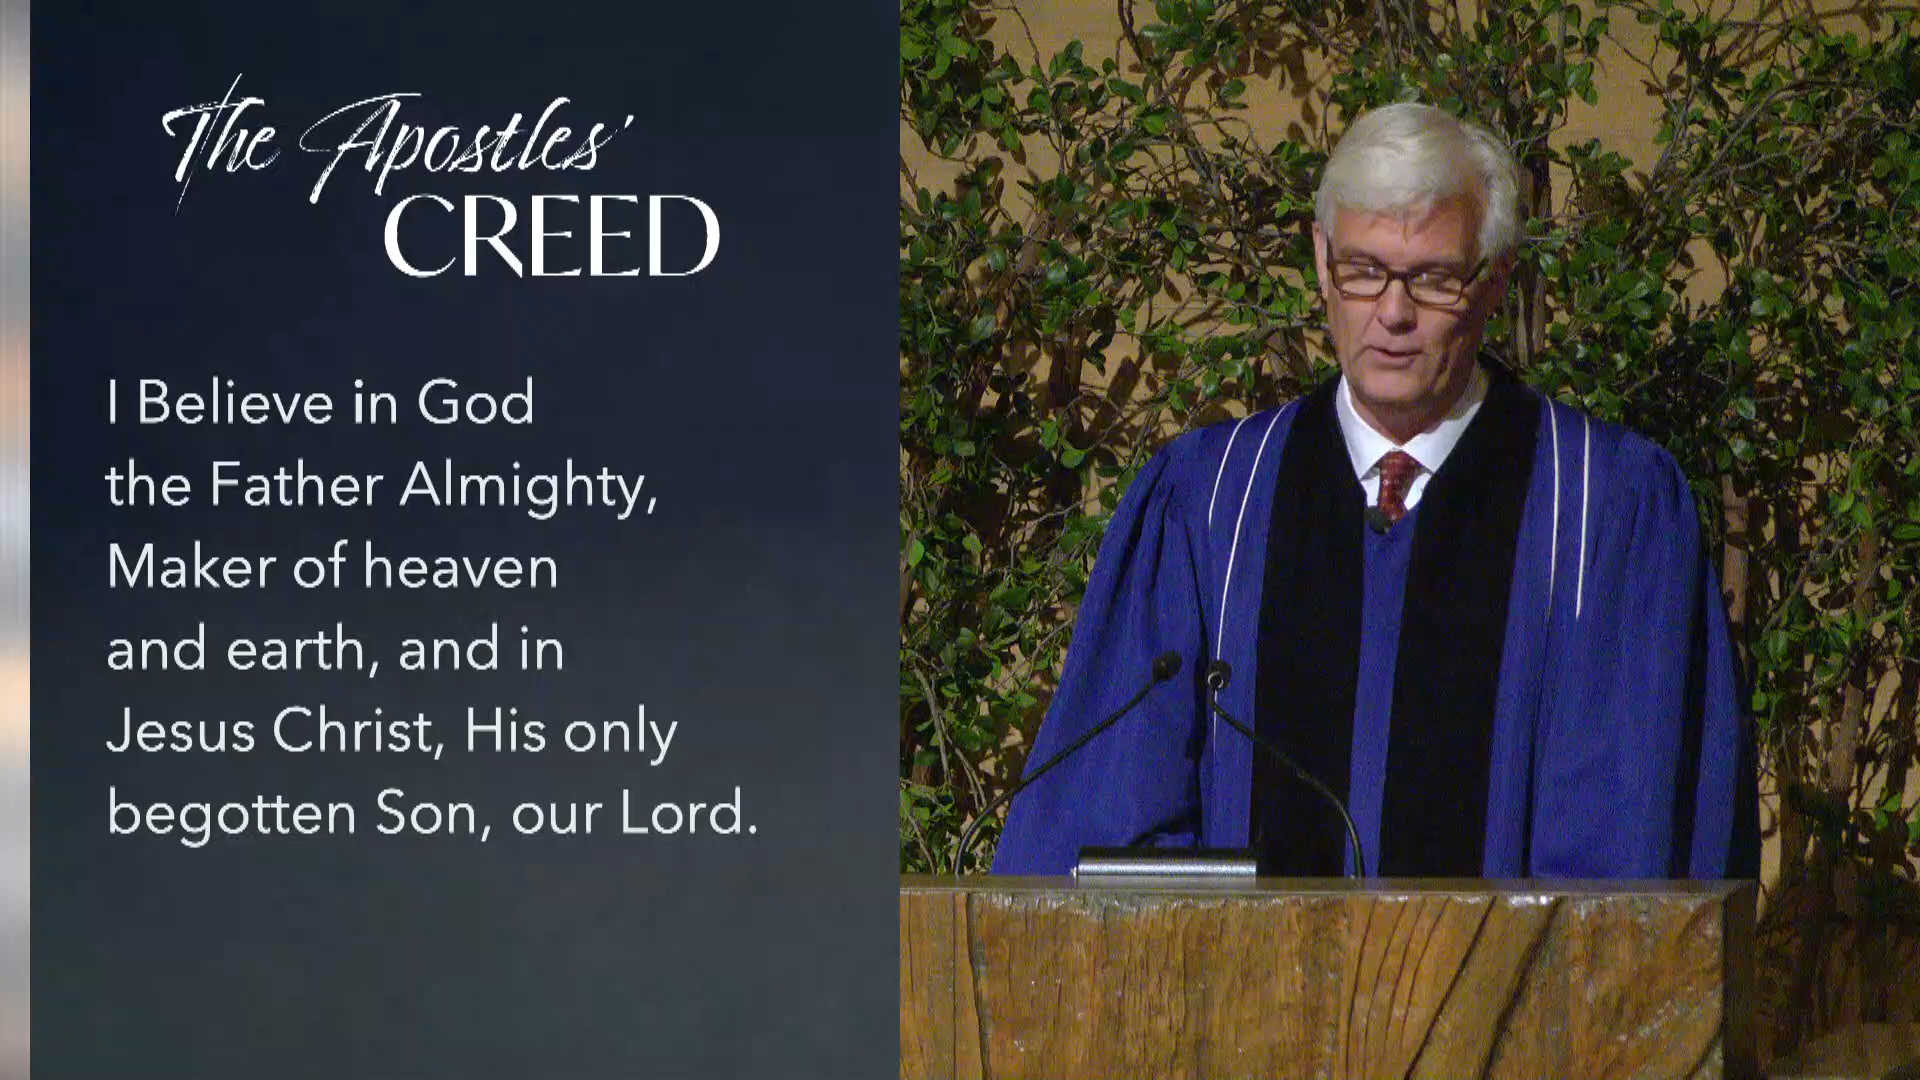 The Apostles'
CREED
I Believe in God
the Father Almighty,
Maker of heaven
and earth, and in
Jesus Christ, His only
begotten Son, our Lord.